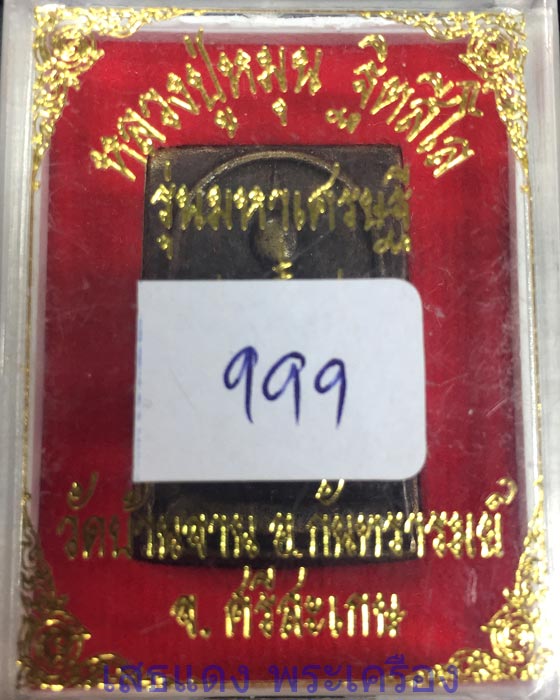 หลวงปู่หมุน ฐิตสีโล
รุ่นมหาเศรษฐี
๑๑๑
วัดบ้านจาน อ.กันทรารมย์
จ. ศรีสะเกษ
เสธแดง พระเครื่อง